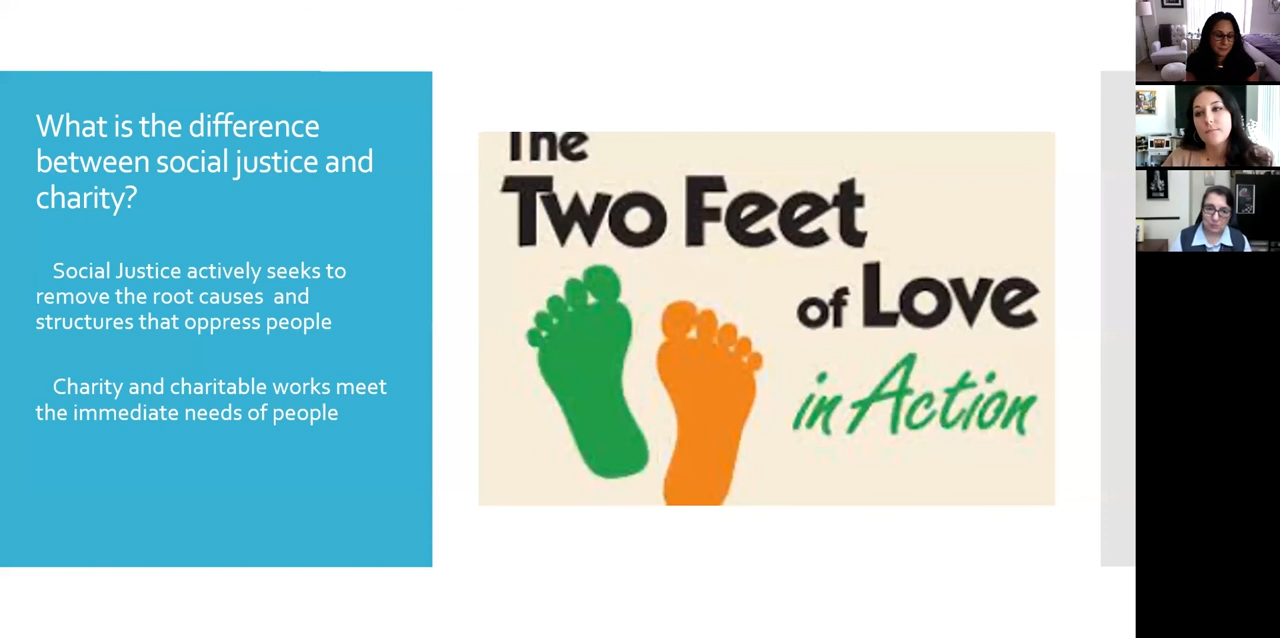 What is the difference
between social justice and
charity?
Social Justice actively seeks to
remove the root causes and
structures that oppress people
Charity and charitable works meet
the immediate needs of people
The
Two Feet
of Love
in Action